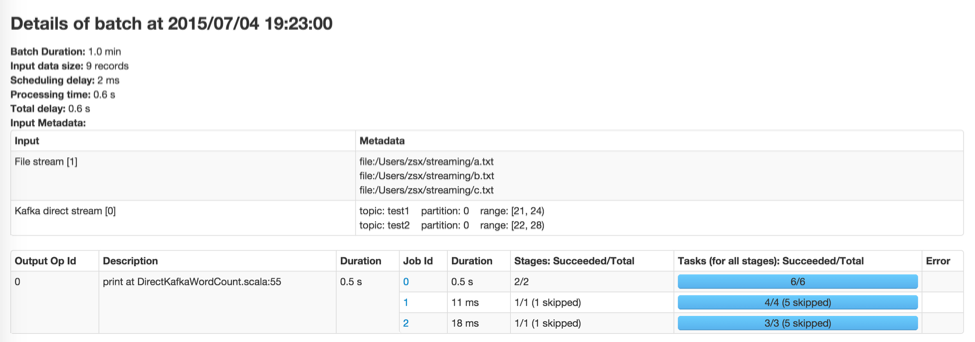 Details of batch at 2015/07/04 19:23:00
Batch Duration: 1.0 min
Input data size: 9 records
Scheduling delay: 2 ms
Processing time: 0.6 s
Total delay: 0.6 s
Input Metadata:
Input Metadata
File stream [1] file:/Users/zsx/streaming/a.txt
file:/Users/zsx/streaming/b.txt
file:/Users/zsx/streaming/c.txt
Kafka direct stream [0] topic: test1 partition: 0 range: [21, 24)
topic: test2 partition: 0 range: [22, 28)
Output Op Id Description Duration Job Id Duration Stages: Succeeded/Total Tasks (for all stages): Succeeded/Total Error
0 print at DirectKafkaWordCount.scala:55 0.5 s 0 0.5 s 2/2 6/6
1 11 ms 1/1 (1 skipped) 4/4 (5 skipped)
2 18 ms 1/1 (1 skipped) 3/3 (5 skipped)